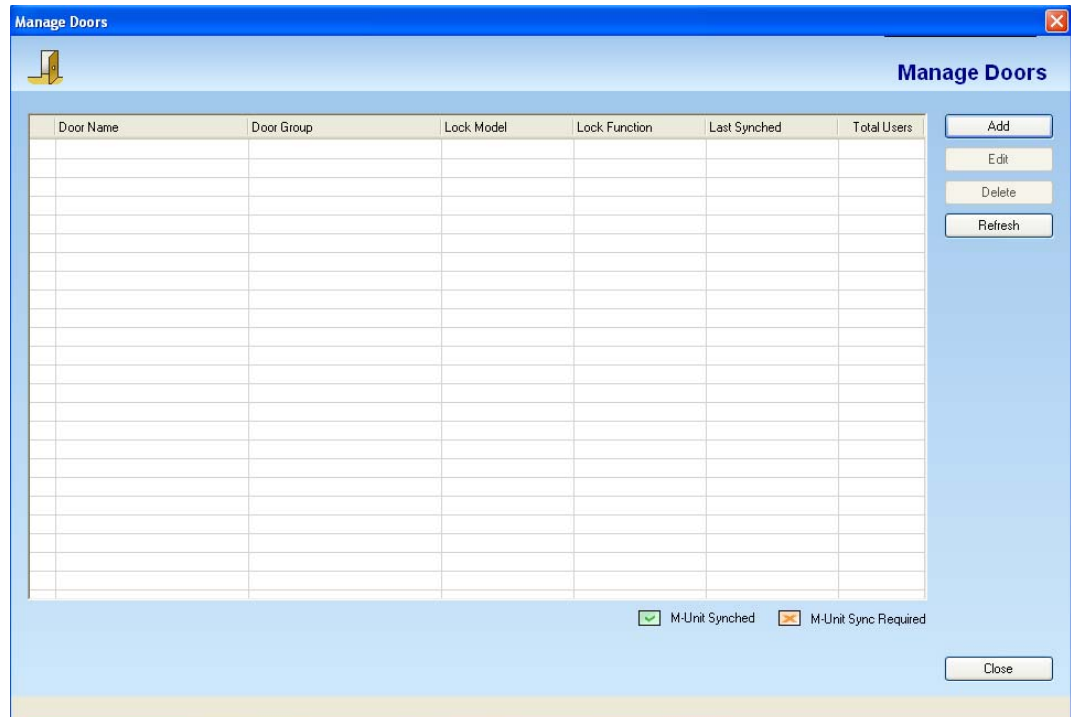 Manage Doors
Manage Doors
Door Name Door Group Lock Model Lock Function Last Synched Total Users
Add
Edit
Delete
Refresh
M-Unit Synched M-Unit Sync Required
Close